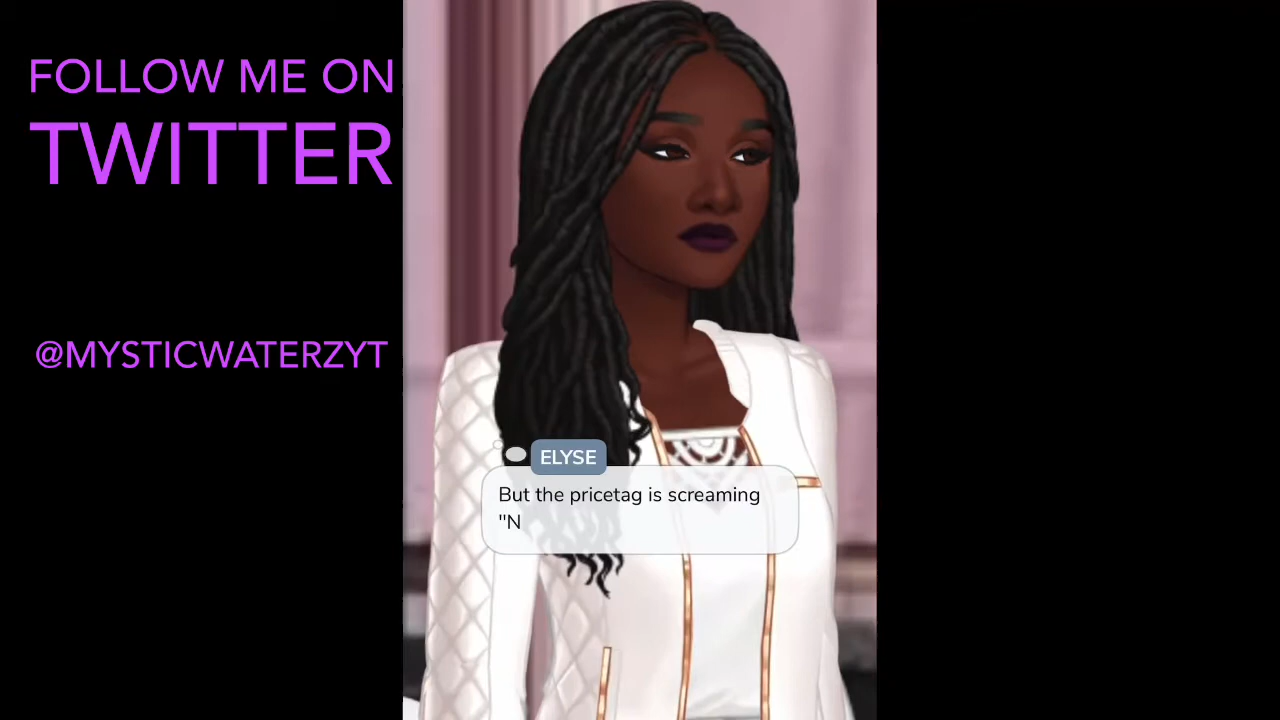 FOLLOW ME ON
TWITTER
@MYSTICWATERZYT
ELYSE
But the pricetag is screaming
"N